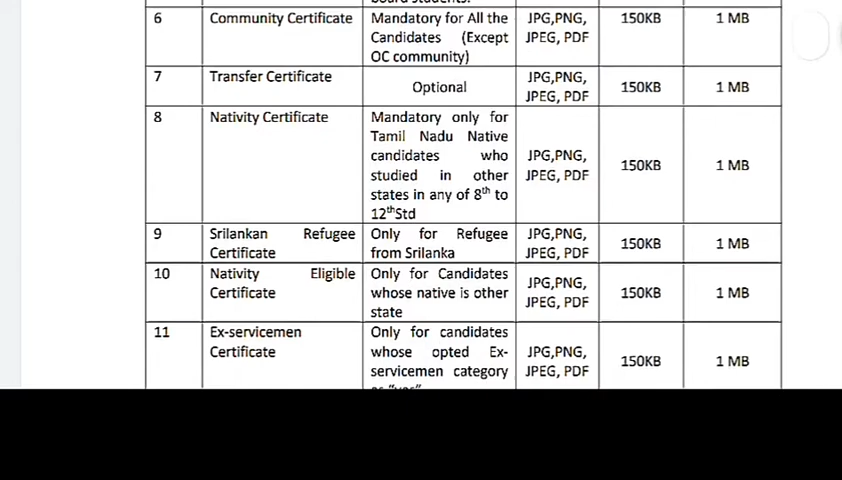 board students.
6 Community Certificate Mandatory for All the Candidates (Except OC community) JPG,PNG, JPEG, PDF 150KB 1 MB
7 Transfer Certificate Optional JPG,PNG, JPEG, PDF 150KB 1 MB
8 Nativity Certificate Mandatory only for Tamil Nadu Native candidates who studied in other states in any of 8th to 12thStd JPG,PNG, JPEG, PDF 150KB 1 MB
9 Srilankan Refugee Certificate Only for Refugee from Srilanka JPG,PNG, JPEG, PDF 150KB 1 MB
10 Nativity Eligible Certificate Only for Candidates whose native is other state JPG,PNG, JPEG, PDF 150KB 1 MB
11 Ex-servicemen Certificate Only for candidates whose opted Ex-servicemen category as "yes" JPG,PNG, JPEG, PDF 150KB 1 MB